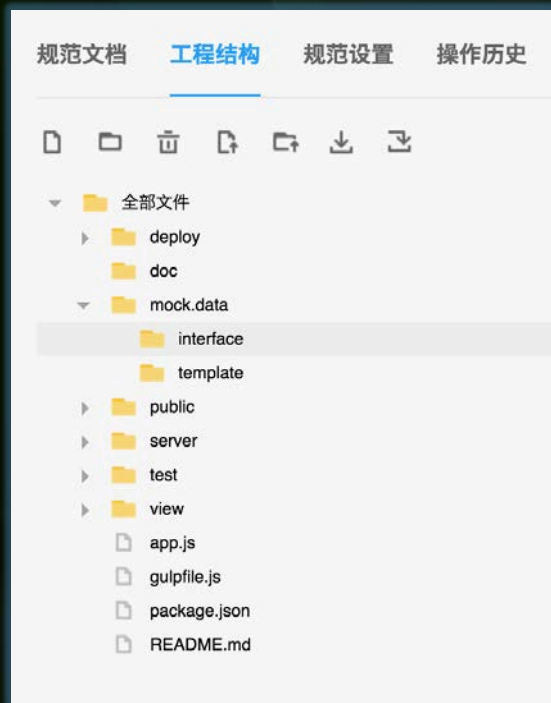 规范文档 工程结构 规范设置 操作历史
全部文件
deploy
doc
mock.data
interface
template
public
server
test
view
app.js
gulpfile.js
package.json
README.md